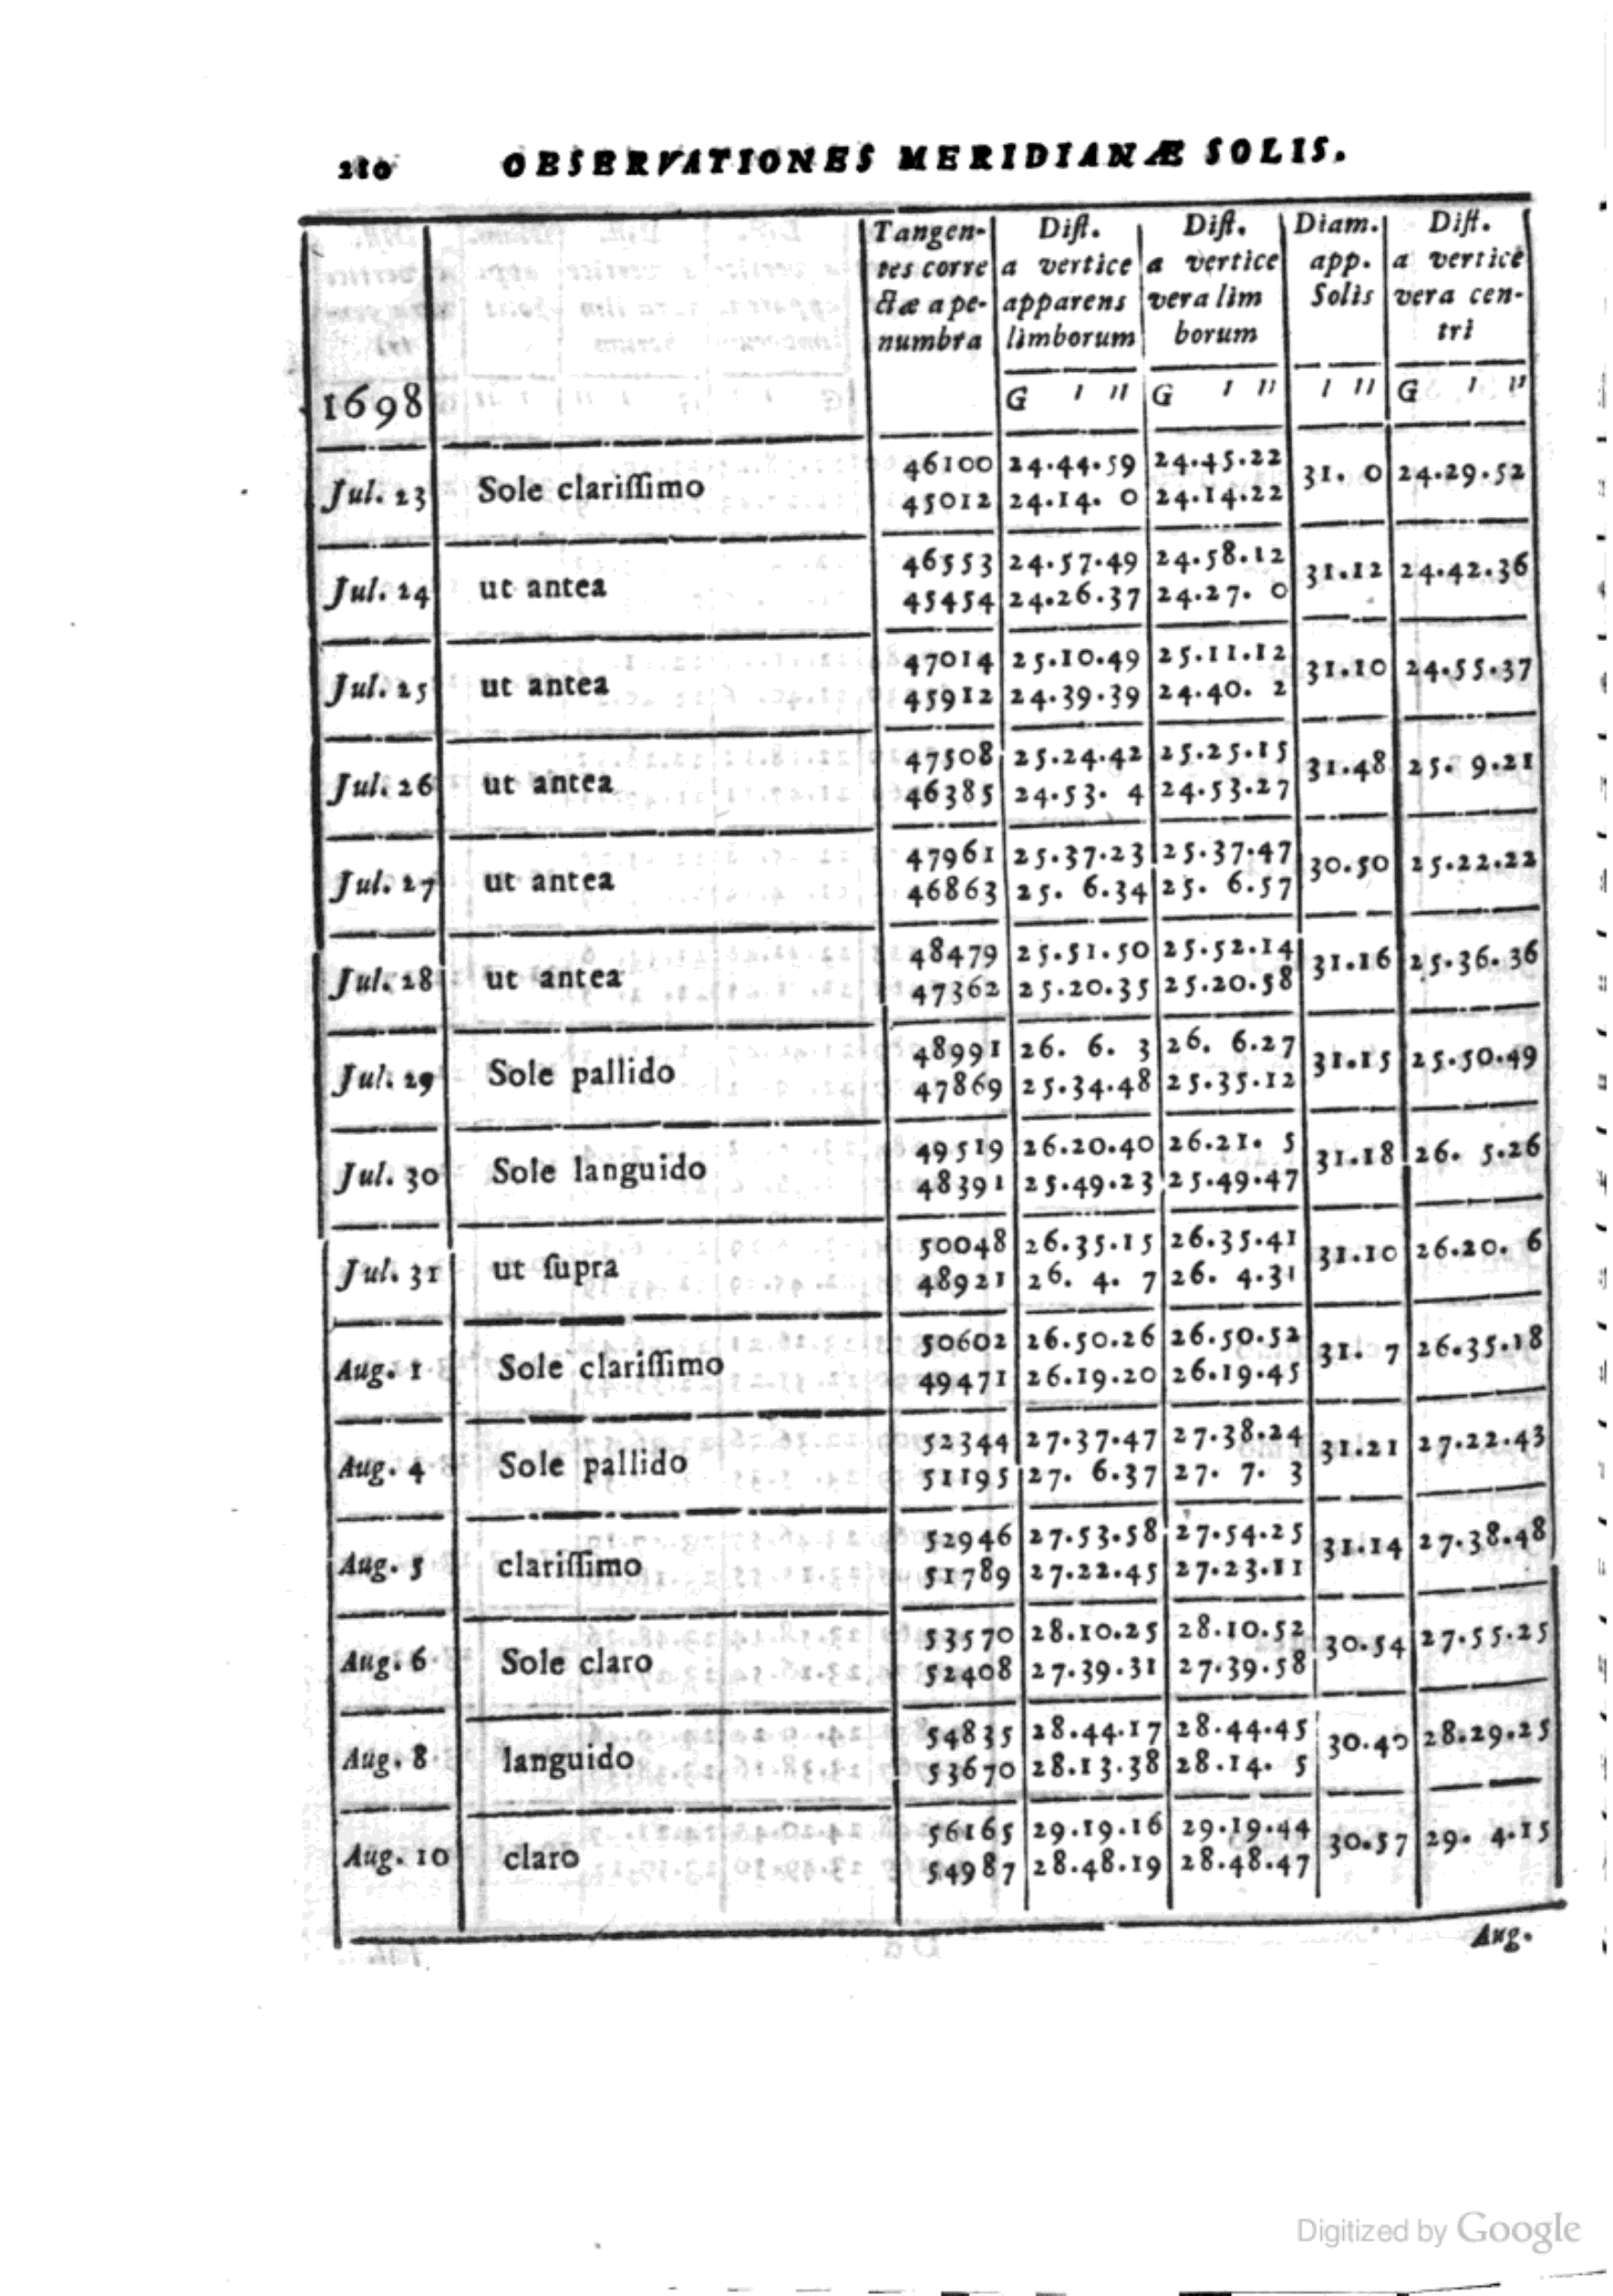 210 OBSERVATIONES MERIDIANÆ SOLIS.
1698 | Tangen- | Diſt. | Diſt. | Diam. | Diſt.
tes corre | a vertice | a vertice | app. | a vertice
ctæ a pe- | apparens | vera lim | Solis | vera cen-
numbra | limborum | borum | tri
G ' " | G ' " | ' " | G ' "
Jul. 23 | Sole clariſſimo | 46100 | 24.44.59 | 24.45.22 | 31. 0 | 24.29.52
45012 | 24.14. 0 | 24.14.22
Jul. 24 | ut antea | 46553 | 24.57.49 | 24.58.12 | 31.12 | 24.42.36
45454 | 24.26.37 | 24.27. 0
Jul. 25 | ut antea | 47014 | 25.10.49 | 25.11.12 | 31.10 | 24.55.37
45912 | 24.39.39 | 24.40. 2
Jul. 26 | ut antea | 47508 | 25.24.42 | 25.25.15 | 31.48 | 25. 9.21
46385 | 24.53. 4 | 24.53.27
Jul. 27 | ut antea | 47961 | 25.37.23 | 25.37.47 | 30.50 | 25.22.22
46863 | 25. 6.34 | 25. 6.57
Jul. 28 | ut antea | 48479 | 25.51.50 | 25.52.14 | 31.16 | 25.36.36
47362 | 25.20.35 | 25.20.58
Jul. 29 | Sole pallido | 48991 | 26. 6. 3 | 26. 6.27 | 31.15 | 25.50.49
47869 | 25.34.48 | 25.35.12
Jul. 30 | Sole languido | 49519 | 26.20.40 | 26.21. 5 | 31.18 | 26. 5.26
48391 | 25.49.23 | 25.49.47
Jul. 31 | ut ſupra | 50048 | 26.35.15 | 26.35.41 | 31.10 | 26.20. 6
48921 | 26. 4. 7 | 26. 4.31
Aug. 1 | Sole clariſſimo | 50602 | 26.50.26 | 26.50.52 | 31. 7 | 26.35.18
49471 | 26.19.20 | 26.19.45
Aug. 4 | Sole pallido | 52344 | 27.37.47 | 27.38.24 | 31.21 | 27.22.43
51195 | 27. 6.37 | 27. 7. 3
Aug. 5 | clariſſimo | 52946 | 27.53.58 | 27.54.25 | 31.14 | 27.38.48
51789 | 27.22.45 | 27.23.11
Aug. 6 | Sole claro | 53570 | 28.10.25 | 28.10.52 | 30.54 | 27.55.25
52408 | 27.39.31 | 27.39.58
Aug. 8 | languido | 54835 | 28.44.17 | 28.44.45 | 30.40 | 28.29.25
53670 | 28.13.38 | 28.14. 5
Aug. 10 | claro | 56165 | 29.19.16 | 29.19.44 | 30.57 | 29. 4.15
54987 | 28.48.19 | 28.48.47
Aug.
Digitized by Google